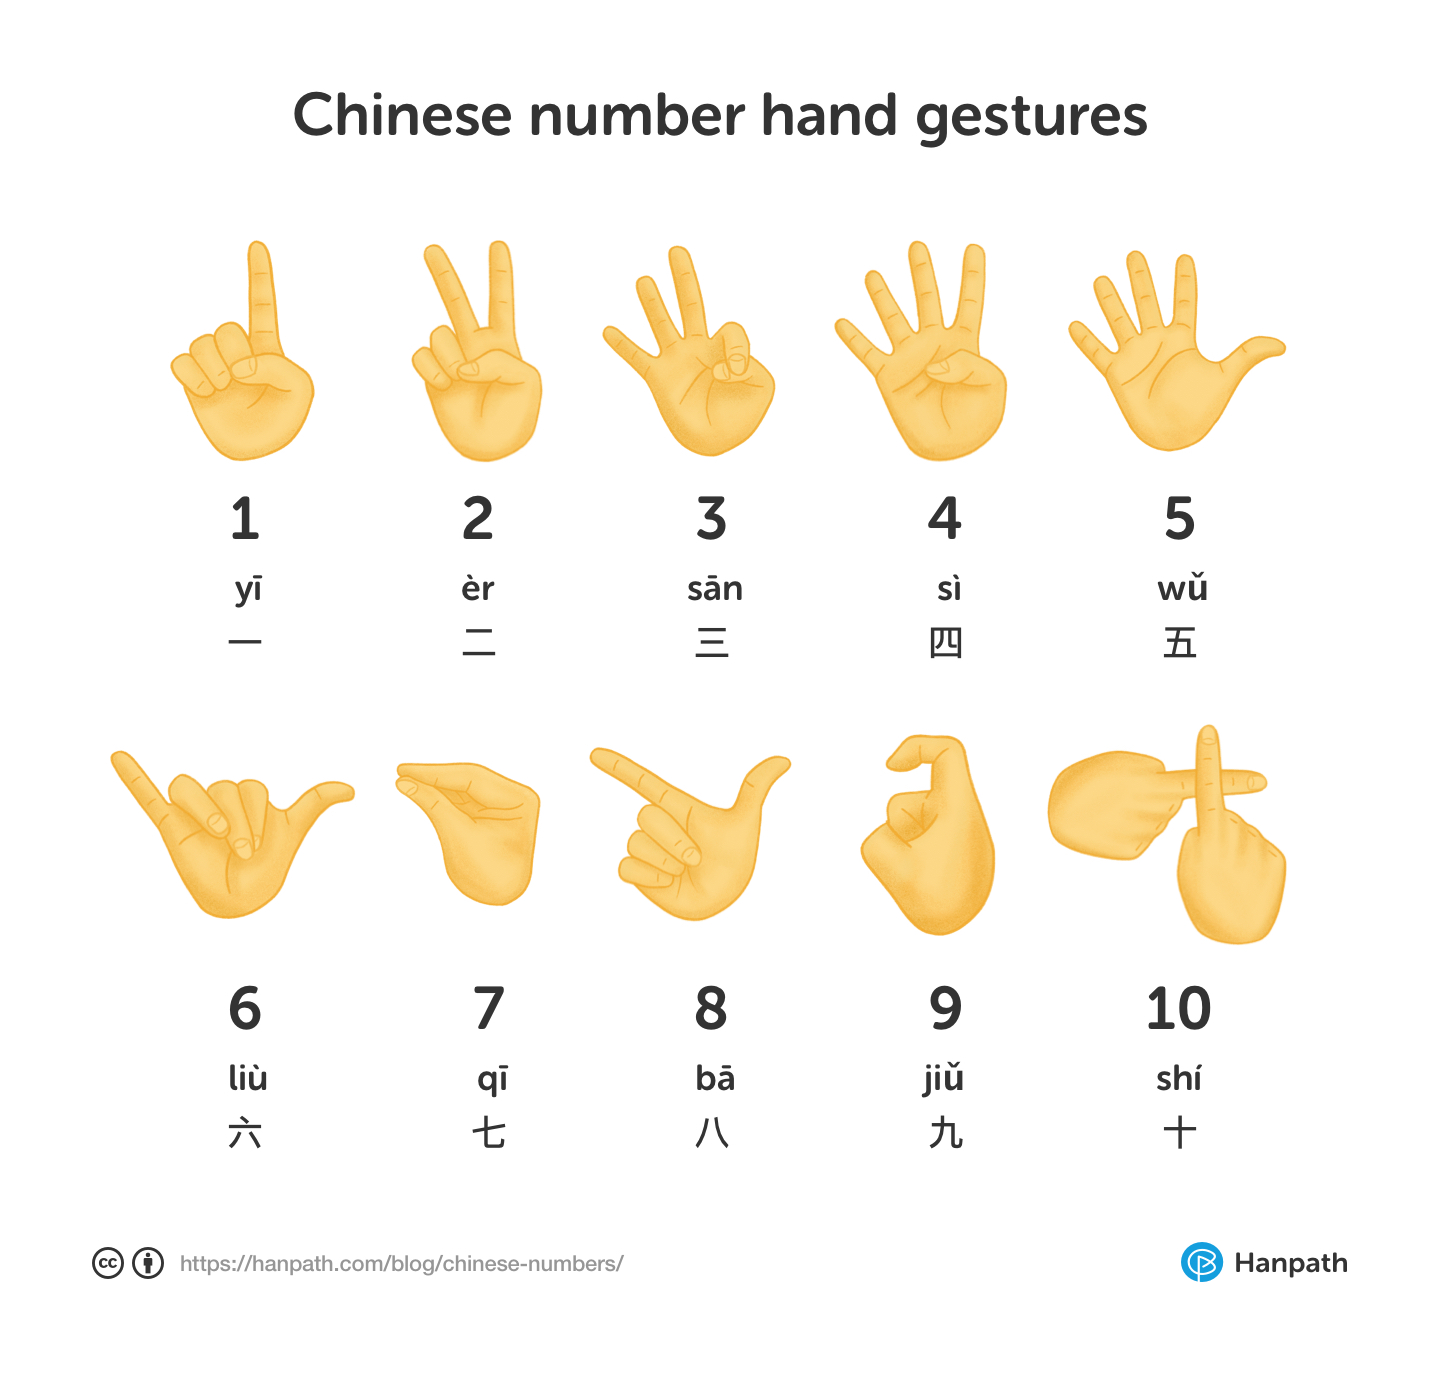 Chinese number hand gestures
1 2 3 4 5
yī èr sān sì wǔ
一 二 三 四 五
6 7 8 9 10
liù qī bā jiǔ shí
六 七 八 九 十
cc https://hanpath.com/blog/chinese-numbers/ Hanpath